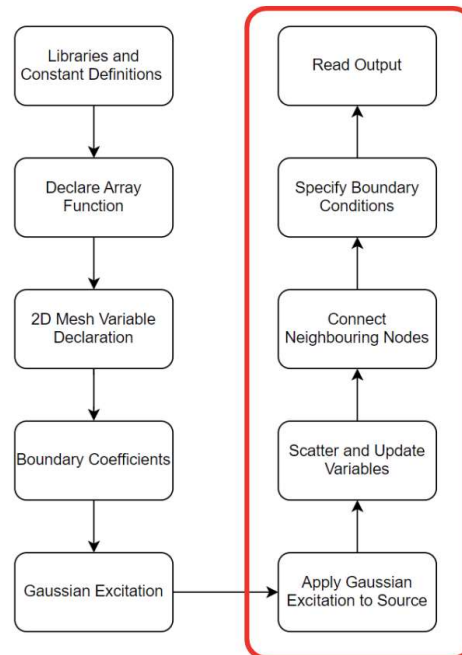 Libraries and
Constant Definitions
Declare Array
Function
2D Mesh Variable
Declaration
Boundary Coefficients
Gaussian Excitation
Apply Gaussian
Excitation to Source
Scatter and Update
Variables
Connect
Neighbouring Nodes
Specify Boundary
Conditions
Read Output